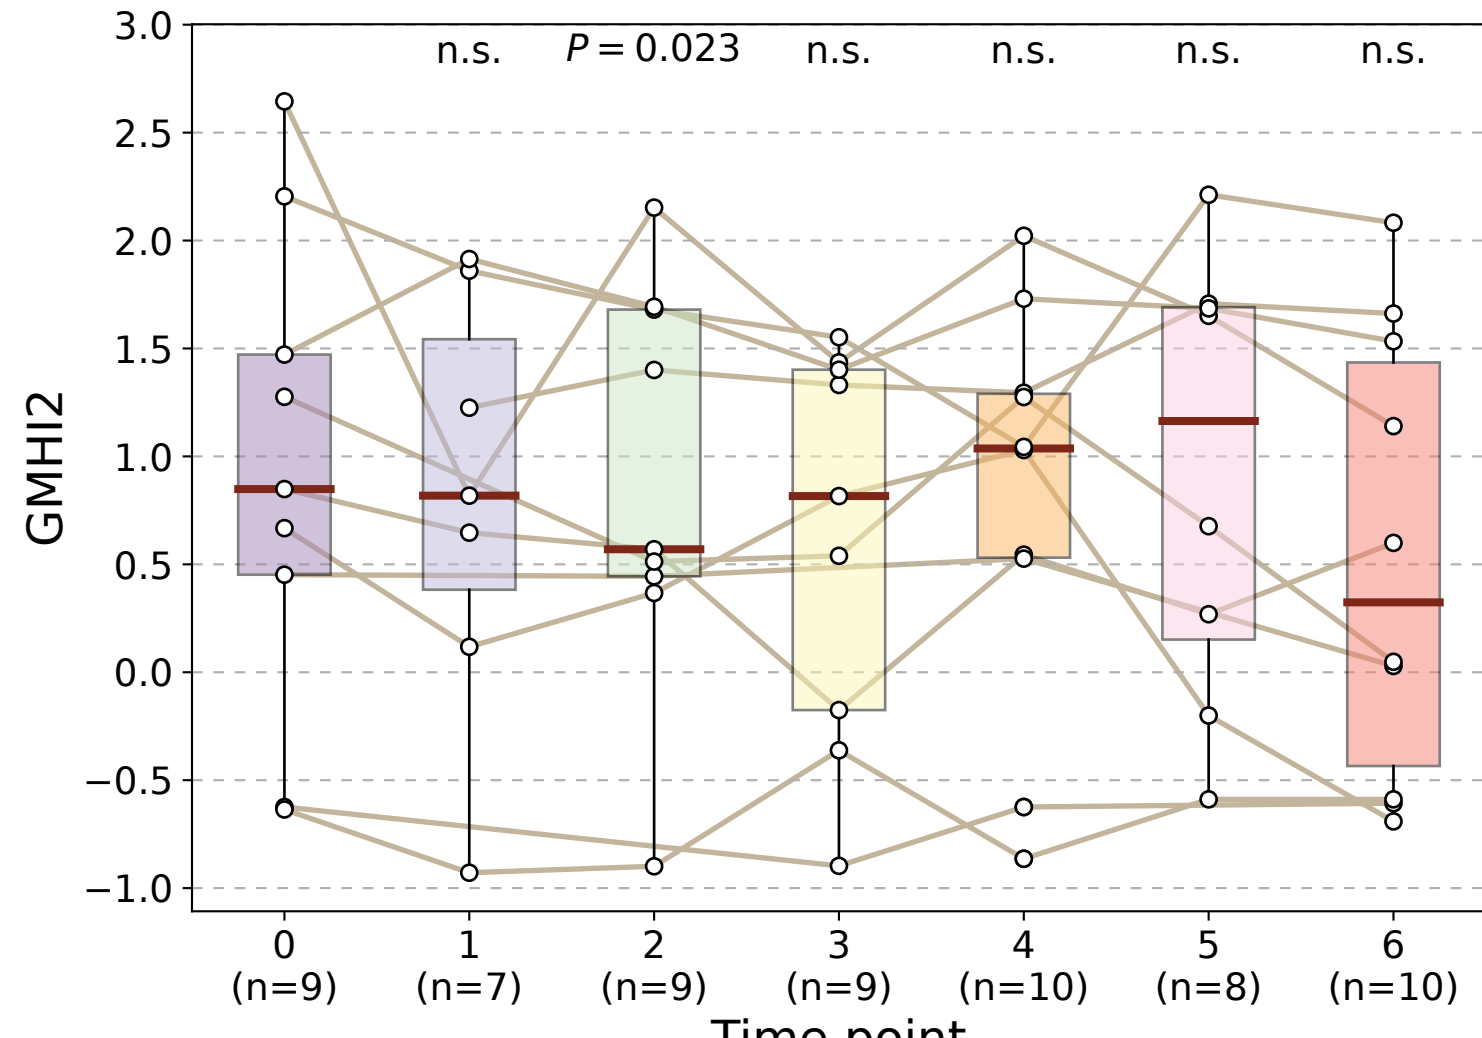 n.s. P = 0.023 n.s. n.s. n.s. n.s.
3.0
2.5
2.0
1.5
1.0
0.5
0.0
−0.5
−1.0
GMHI2
0 1 2 3 4 5 6
(n=9) (n=7) (n=9) (n=9) (n=10) (n=8) (n=10)
Time point